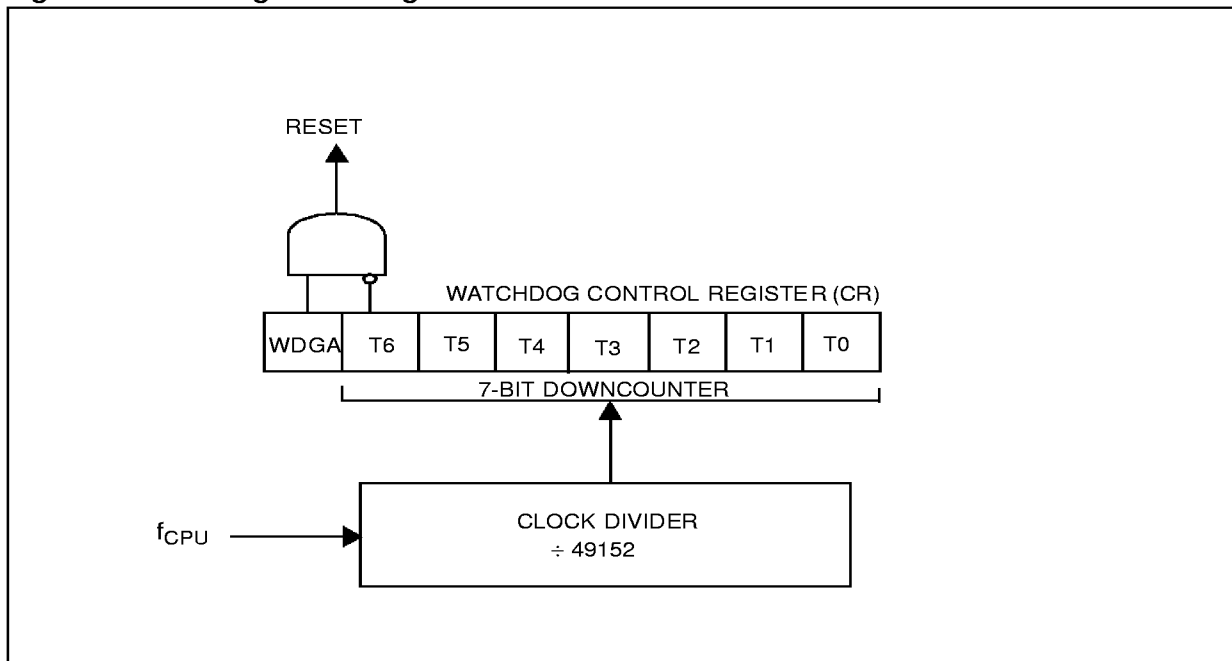 RESET
WATCHDOG CONTROL REGISTER (CR)
WDGA T6 T5 T4 T3 T2 T1 T0
7-BIT DOWNCOUNTER
fCPU
CLOCK DIVIDER
÷ 49152